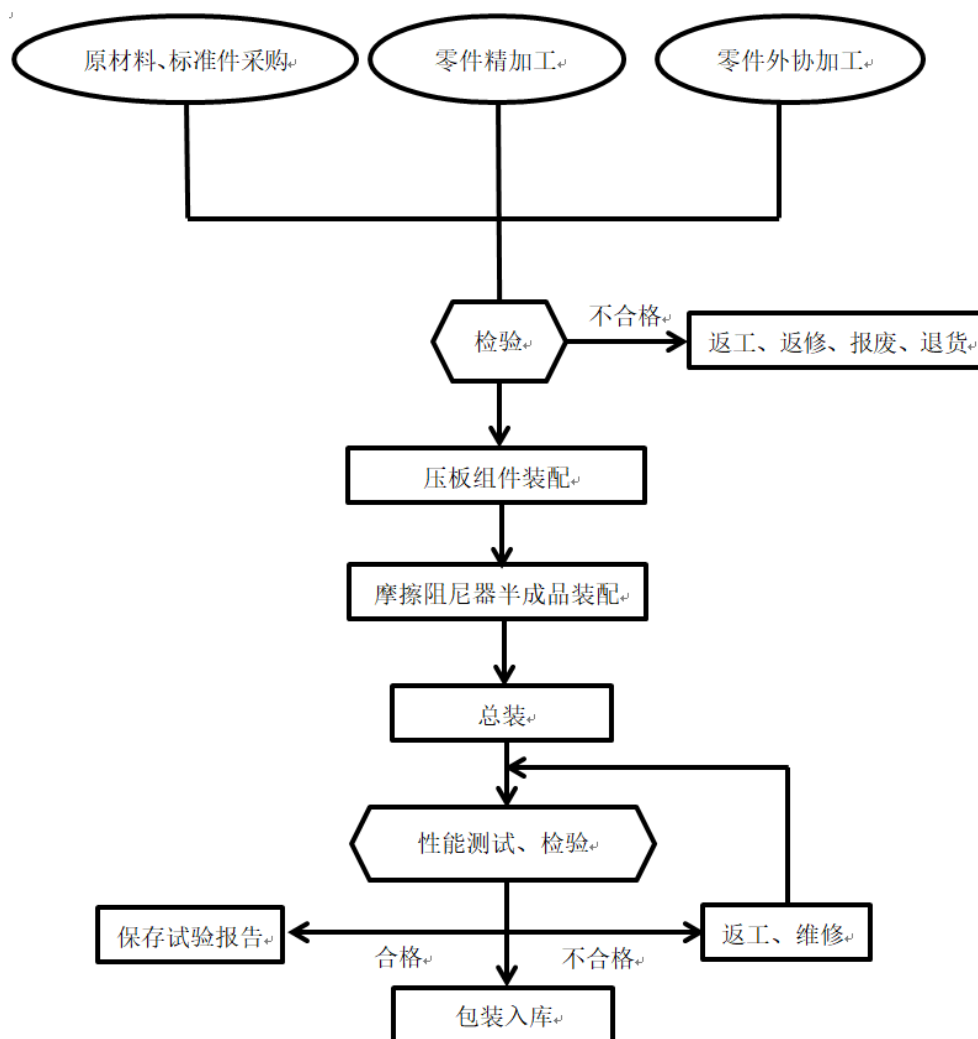 原材料、标准件采购
零件精加工
零件外协加工
不合格
检验
返工、返修、报废、退货
压板组件装配
摩擦阻尼器半成品装配
总装
性能测试、检验
保存试验报告
返工、维修
合格
不合格
包装入库